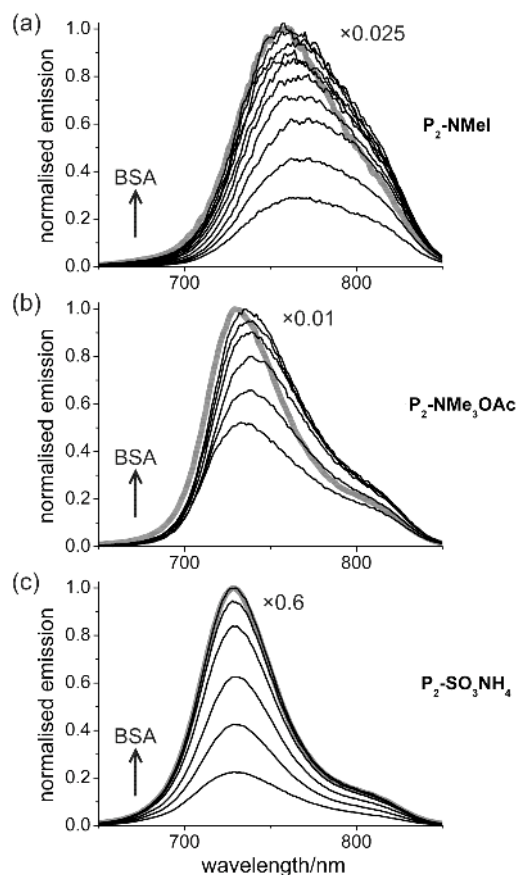 (a)
1.0
×0.025
0.8
P₂-NMeI
0.6
BSA
0.4
0.2
0.0
700
800
normalised emission
(b)
1.0
×0.01
0.8
P₂-NMe₃OAc
0.6
BSA
0.4
0.2
0.0
700
800
normalised emission
(c)
1.0
×0.6
0.8
P₂-SO₃NH₄
0.6
BSA
0.4
0.2
0.0
700
800
normalised emission
wavelength/nm